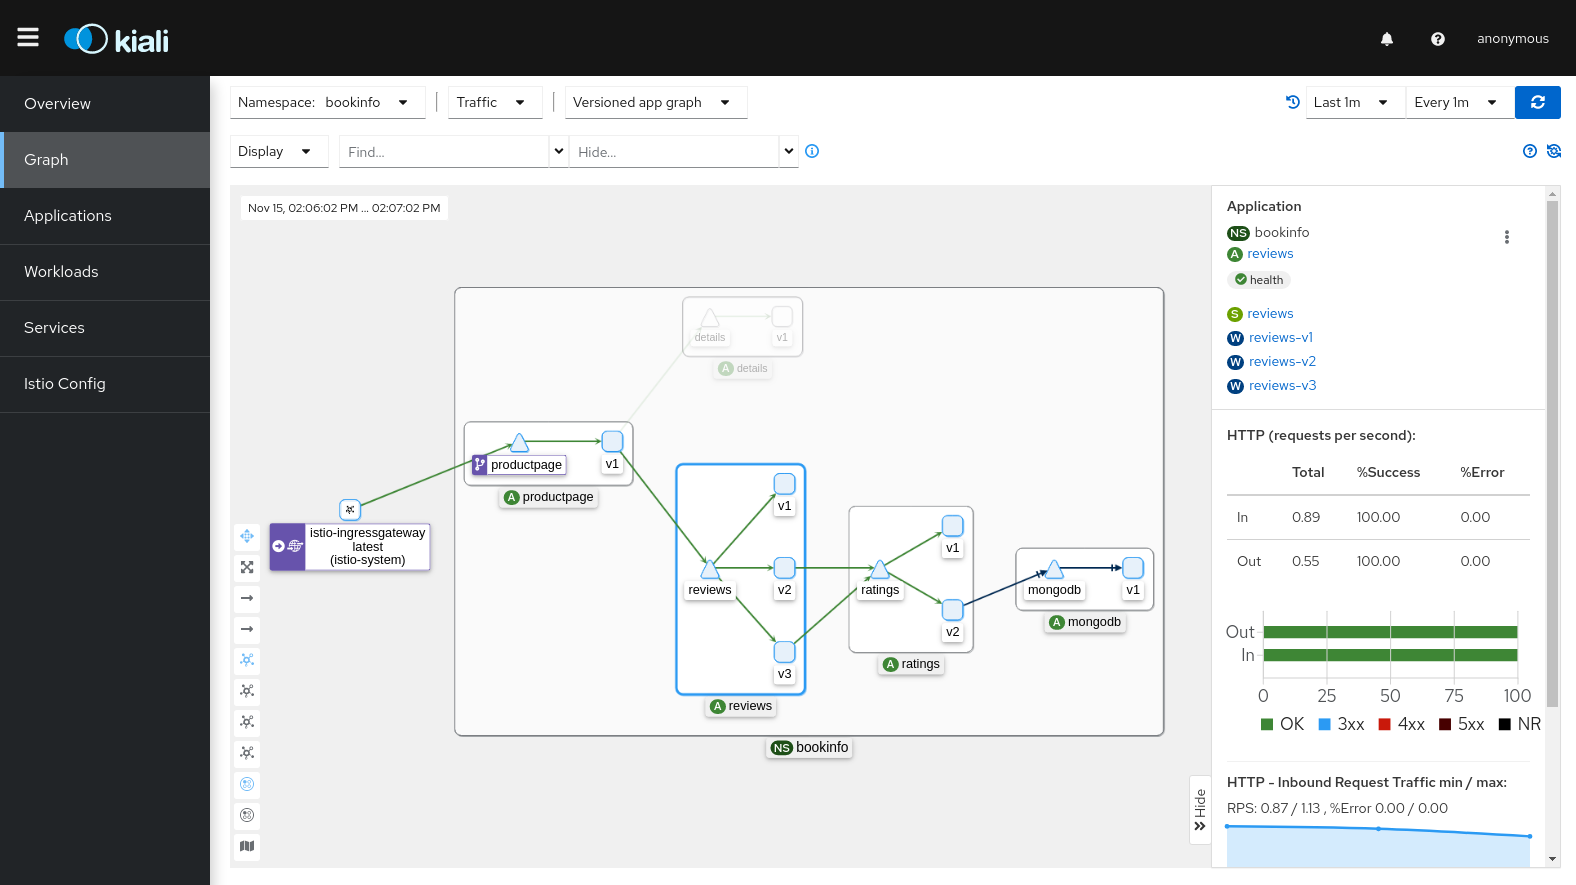 kiali
anonymous
Overview
Graph
Applications
Workloads
Services
Istio Config
Namespace: bookinfo
Traffic
Versioned app graph
Last 1m
Every 1m
Display
Find...
Hide...
Nov 15, 02:06:02 PM ... 02:07:02 PM
details
v1
A details
productpage
v1
A productpage
istio-ingressgateway
latest
(istio-system)
v1
reviews
v2
v3
A reviews
v1
ratings
v2
A ratings
mongodb
v1
A mongodb
NS bookinfo
Hide
Application
NS bookinfo
A reviews
health
S reviews
W reviews-v1
W reviews-v2
W reviews-v3
HTTP (requests per second):
Total %Success %Error
In 0.89 100.00 0.00
Out 0.55 100.00 0.00
Out
In
0 25 50 75 100
OK 3xx 4xx 5xx NR
HTTP - Inbound Request Traffic min / max:
RPS: 0.87 / 1.13 , %Error 0.00 / 0.00